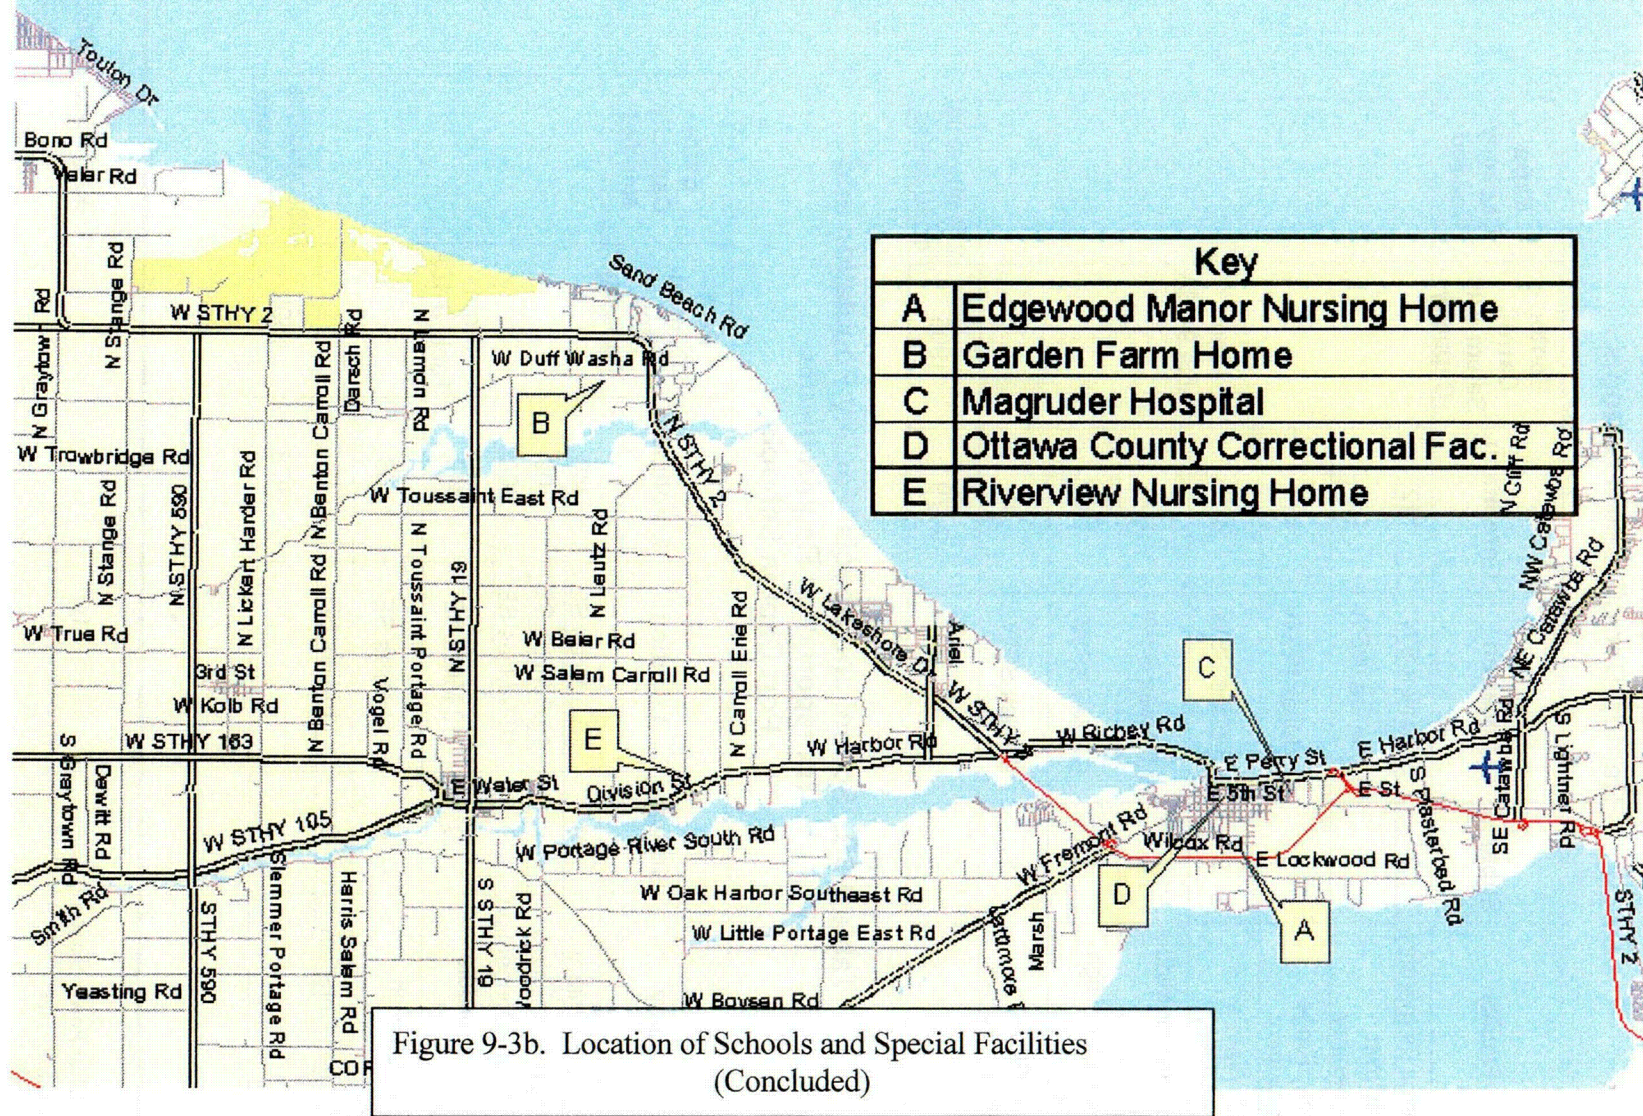 Toulon Dr
Bono Rd
Valer Rd
Sand Beach Rd
Key
A Edgewood Manor Nursing Home
B Garden Farm Home
C Magruder Hospital
D Ottawa County Correctional Fac.
E Riverview Nursing Home
N Stange Rd
W STHY 2
N Graytow Rd
Darsch Rd
N Lemon Rd
W Duff Washa Rd
B
N Benton Carroll Rd
N STHY 2
N Cliff Rd
NW Catawba Rd
W Trowbridge Rd
N STHY 590
N Lickert Harder Rd
W Toussaint East Rd
N Stange Rd
N Benton Carroll Rd
N Toussaint Portage Rd
N STHY 19
N Leutz Rd
NE Catawba Rd
W Lakeshore Dr
N Carroll Erie Rd
Ariel
W True Rd
W Beier Rd
3rd St
W Salem Carroll Rd
C
W Kolb Rd
Vogel Rd
W STHY 2
W Richey Rd
E
W STHY 163
W Harbor Rd
E Harbor Rd
E Perry St
SE Catawba Rd
S Lightner Rd
S Graytown Rd
Dewitt Rd
E Water St
Division St
E 5th St
E St
S Plasterbed Rd
W STHY 105
W Portage River South Rd
W Fremont Rd
Wilcox Rd
E Lockwood Rd
Smith Rd
STHY 590
Slemmer Portage Rd
Harris Salem Rd
S STHY 19
Woodrick Rd
W Oak Harbor Southeast Rd
D
A
STHY 2
W Little Portage East Rd
Marsh
Yeasting Rd
W Boysen Rd
Figure 9-3b. Location of Schools and Special Facilities
(Concluded)